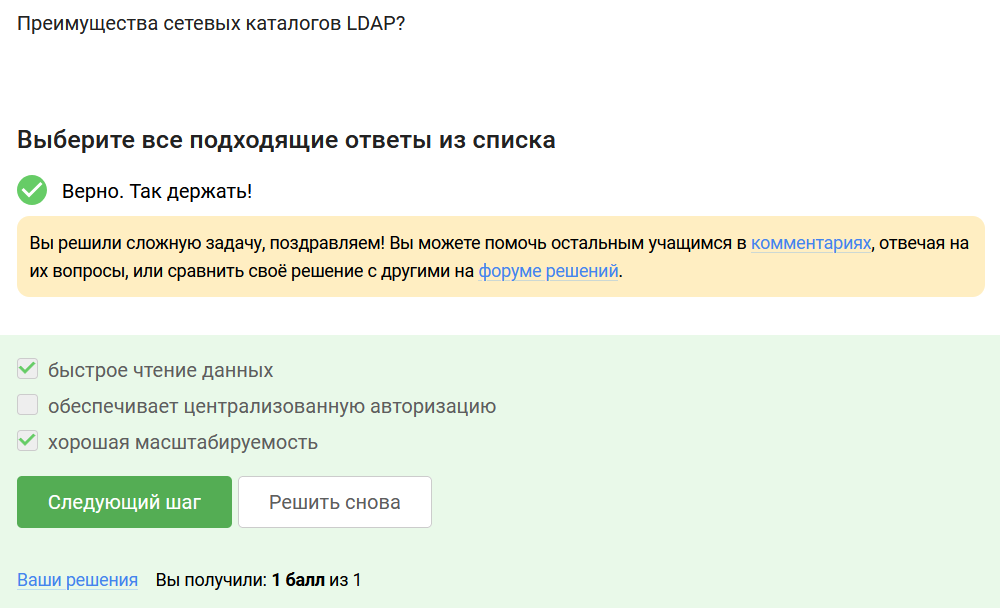 Преимущества сетевых каталогов LDAP?
Выберите все подходящие ответы из списка
Верно. Так держать!
Вы решили сложную задачу, поздравляем! Вы можете помочь остальным учащимся в комментариях, отвечая на
их вопросы, или сравнить своё решение с другими на форуме решений.
быстрое чтение данных
обеспечивает централизованную авторизацию
хорошая масштабируемость
Следующий шаг
Решить снова
Ваши решения Вы получили: 1 балл из 1